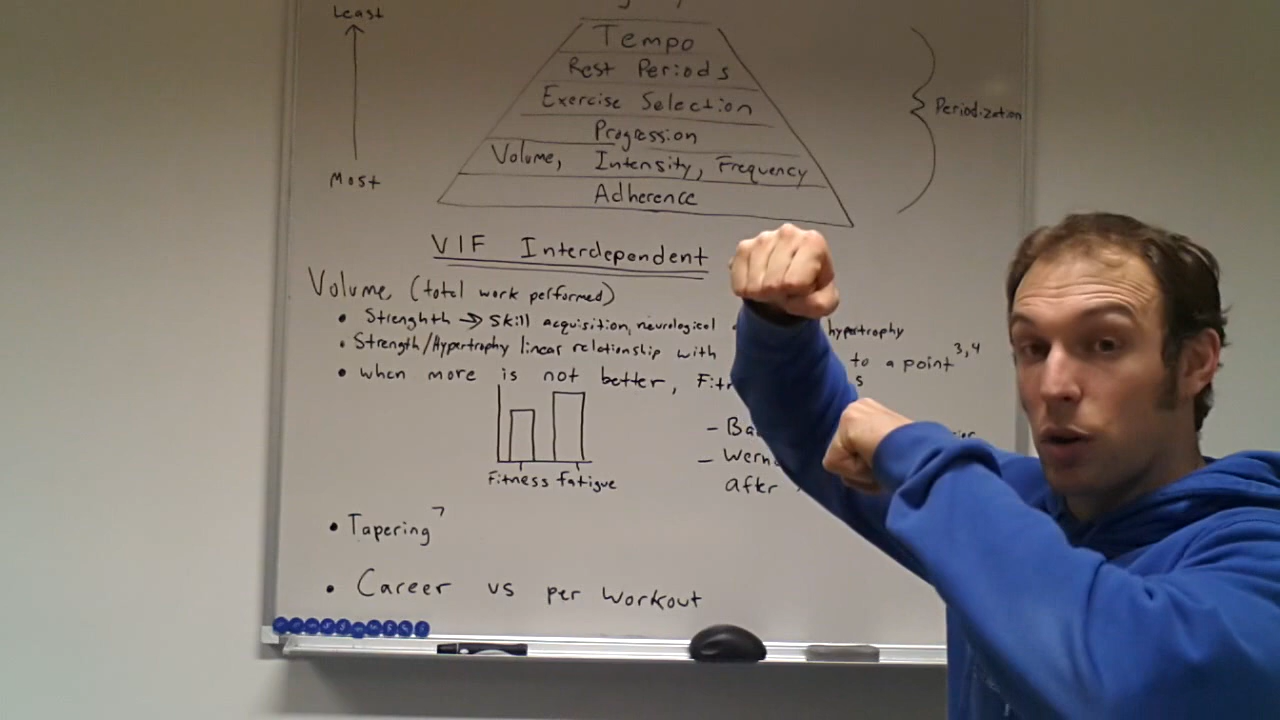 Least
Tempo
Rest Periods
Exercise Selection
Progression
Periodization
Volume, Intensity, Frequency
Most
Adherence
VIF Interdependent
Volume, (total work performed)
• Strenghth → Skill acquisition, neurological hypertrophy
• Strength/Hypertrophy linear relationship with to a point 3,4
• when more is not better,
Fitness fatigue
after
• Tapering 7
• Career vs per workout